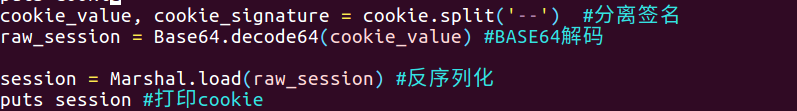 cookie_value, cookie_signature = cookie.split('--')  #分离签名
raw_session = Base64.decode64(cookie_value) #BASE64解码
session = Marshal.load(raw_session) #反序列化
puts session #打印cookie